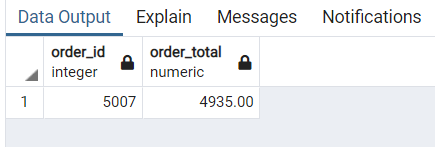 Data Output Explain Messages Notifications
order_id order_total
integer numeric
1 5007 4935.00